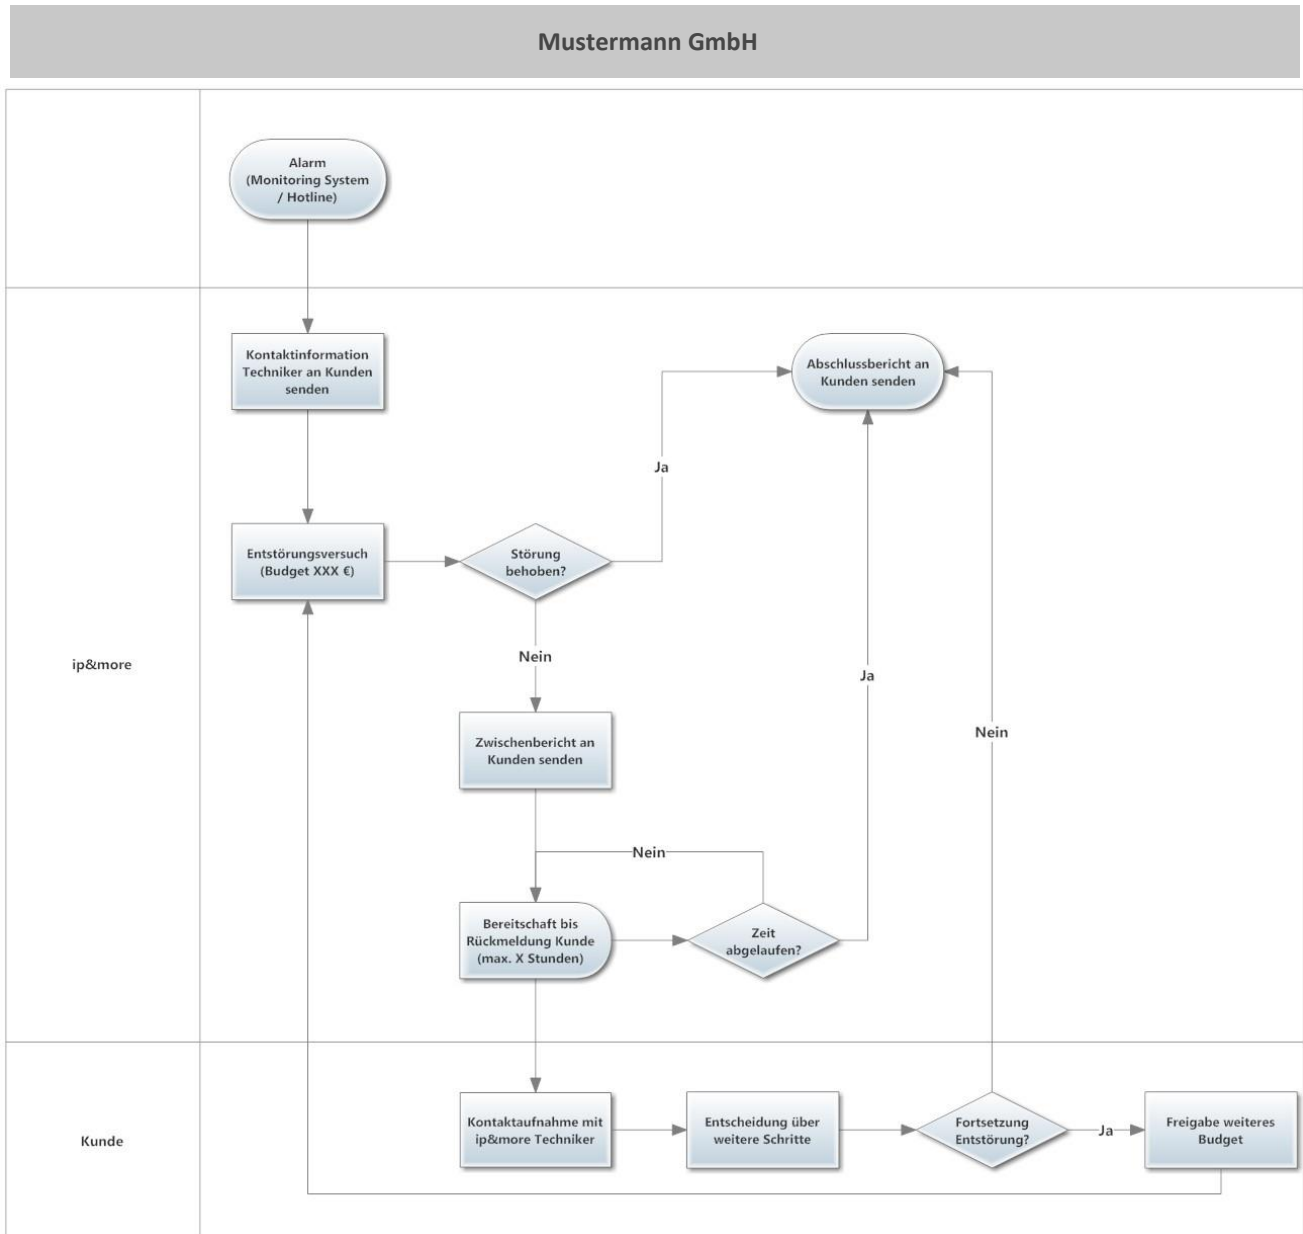 Mustermann GmbH
Alarm
(Monitoring System
/ Hotline)
Kontaktinformation
Techniker an Kunden
senden
Abschlussbericht an
Kunden senden
Ja
Entstörungsversuch
(Budget XXX €)
Störung
behoben?
Nein
ip&more
Ja
Zwischenbericht an
Kunden senden
Nein
Nein
Bereitschaft bis
Rückmeldung Kunde
(max. X Stunden)
Zeit
abgelaufen?
Kunde
Kontaktaufnahme mit
ip&more Techniker
Entscheidung über
weitere Schritte
Fortsetzung
Entstörung?
Ja
Freigabe weiteres
Budget